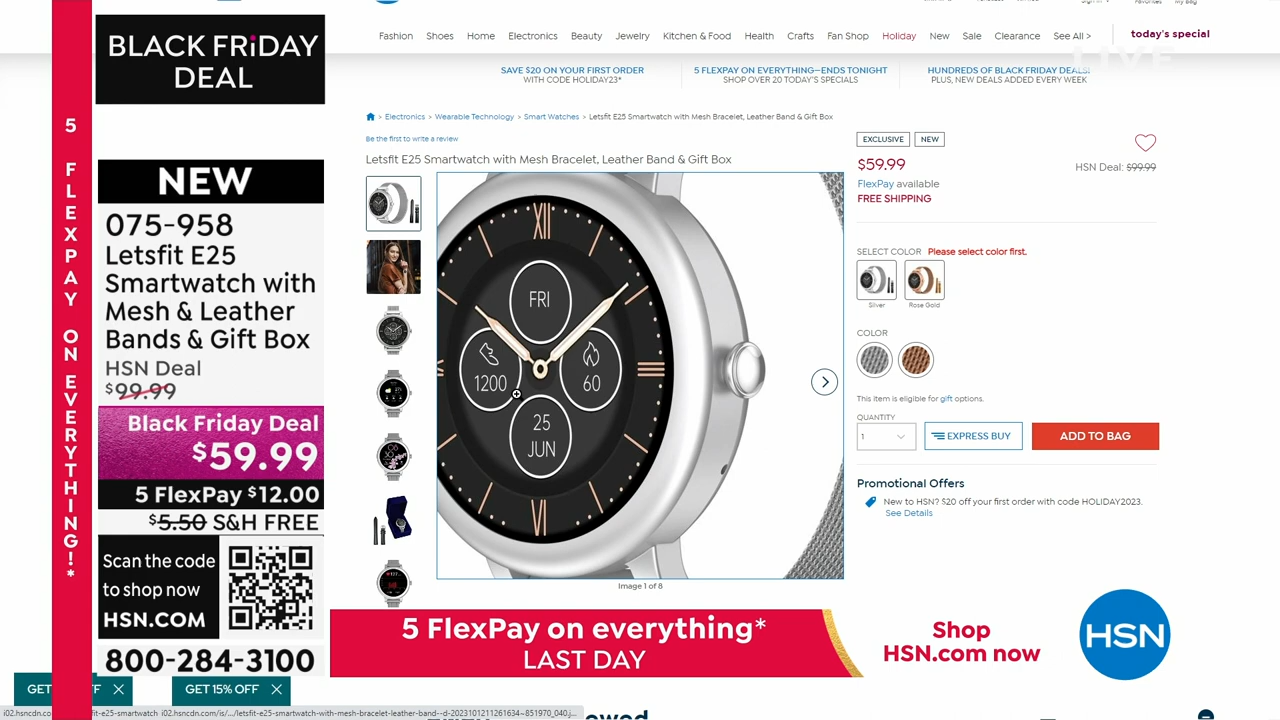 BLACK FRiDAY
DEAL
5
FLEXPAY ON EVERYTHING!*
NEW
075-958
Letsfit E25
Smartwatch with
Mesh & Leather
Bands & Gift Box
HSN Deal
$99.99
Black Friday Deal
$59.99
5 FlexPay $12.00
$5.50 S&H FREE
Scan the code
to shop now
HSN.COM
800-284-3100
GET
FF
GET 15% OFF
Fashion Shoes Home Electronics Beauty Jewelry Kitchen & Food Health Crafts Fan Shop Holiday New Sale Clearance See All > today's special
LIVE
SAVE $20 ON YOUR FIRST ORDER
WITH CODE HOLIDAY23*
5 FLEXPAY ON EVERYTHING—ENDS TONIGHT
SHOP OVER 20 TODAY'S SPECIALS
HUNDREDS OF BLACK FRIDAY DEALS!
PLUS, NEW DEALS ADDED EVERY WEEK
> Electronics > Wearable Technology > Smart Watches > Letsfit E25 Smartwatch with Mesh Bracelet, Leather Band & Gift Box
Be the first to write a review
Letsfit E25 Smartwatch with Mesh Bracelet, Leather Band & Gift Box
FRI
1200
60
25
JUN
Image 1 of 8
EXCLUSIVE NEW
$59.99
HSN Deal: $99.99
FlexPay available
FREE SHIPPING
SELECT COLOR Please select color first.
Silver
Rose Gold
COLOR
This item is eligible for gift options.
QUANTITY
1
EXPRESS BUY
ADD TO BAG
Promotional Offers
New to HSN? $20 off your first order with code HOLIDAY2023.
See Details
5 FlexPay on everything*
LAST DAY
Shop
HSN.com now
HSN